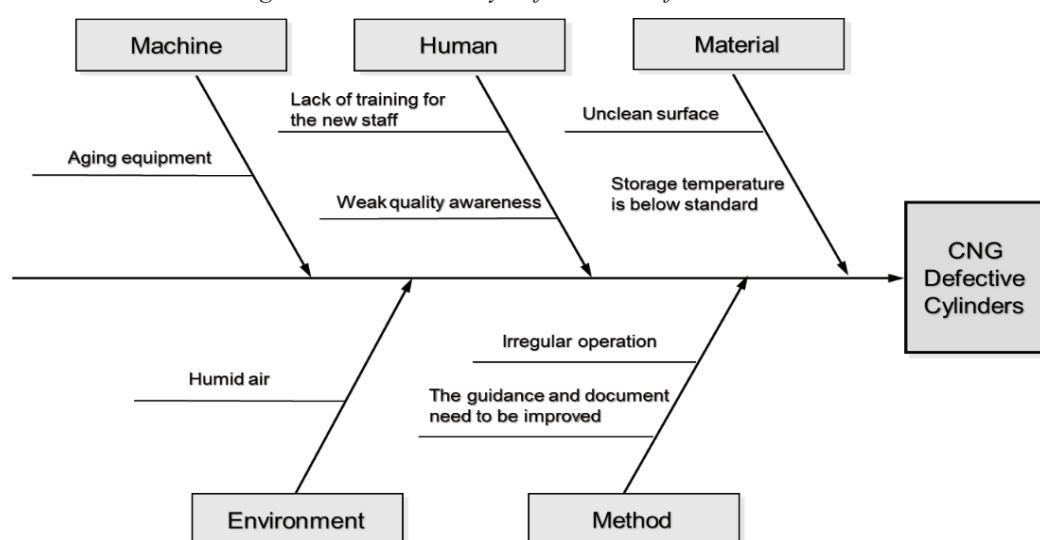 Machine
Human
Material
Lack of training for
the new staff
Unclean surface
Aging equipment
Storage temperature
is below standard
Weak quality awareness
CNG
Defective
Cylinders
Irregular operation
Humid air
The guidance and document
need to be improved
Environment
Method